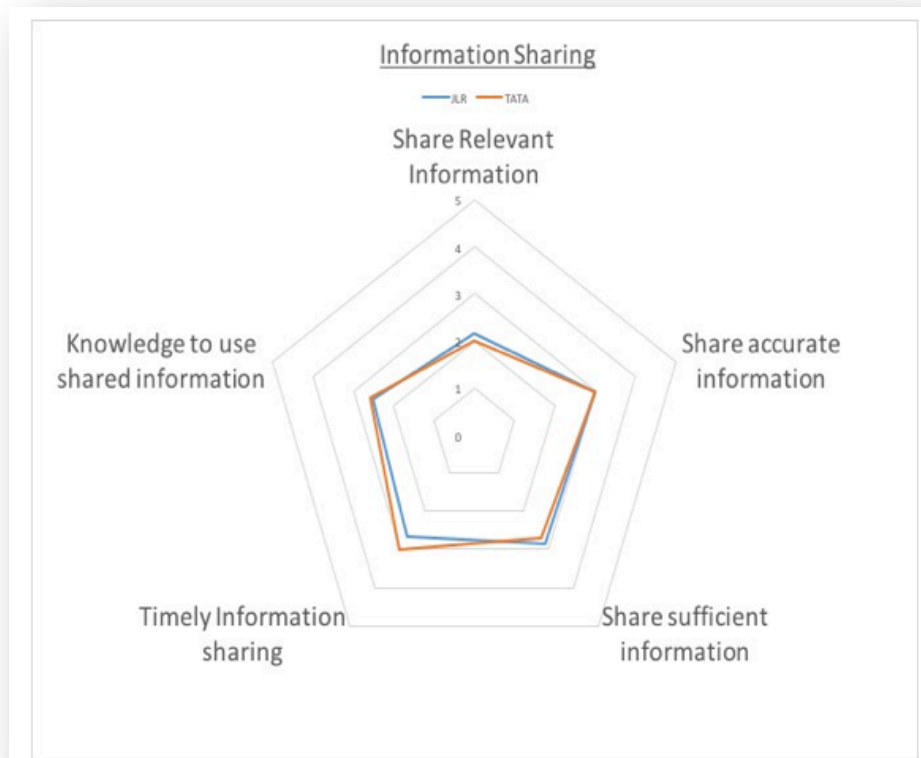 Information Sharing
JLR TATA
Share Relevant
Information
5
4
3
2
1
0
Knowledge to use
shared information
Share accurate
information
Timely Information
sharing
Share sufficient
information